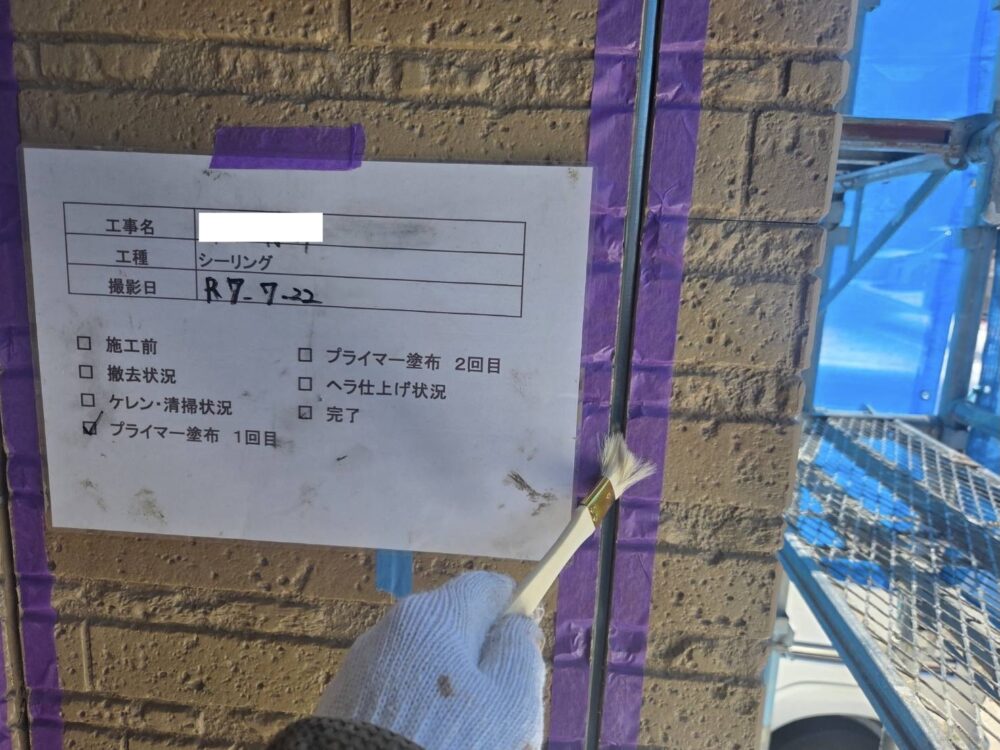 工事名
工種 シーリング
撮影日 R7-7-22
□ 施工前
□ 撤去状況
□ ケレン・清掃状況
☑ プライマー塗布 1回目
□ プライマー塗布 2回目
□ ヘラ仕上げ状況
□ 完了